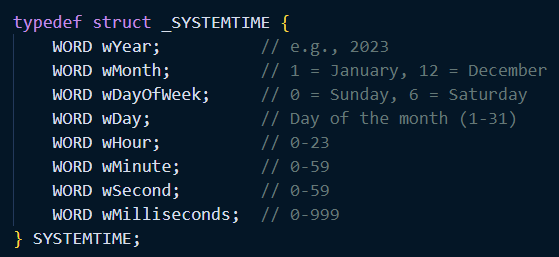 typedef struct _SYSTEMTIME {
    WORD wYear;          // e.g., 2023
    WORD wMonth;         // 1 = January, 12 = December
    WORD wDayOfWeek;     // 0 = Sunday, 6 = Saturday
    WORD wDay;           // Day of the month (1-31)
    WORD wHour;          // 0-23
    WORD wMinute;        // 0-59
    WORD wSecond;        // 0-59
    WORD wMilliseconds;  // 0-999
} SYSTEMTIME;